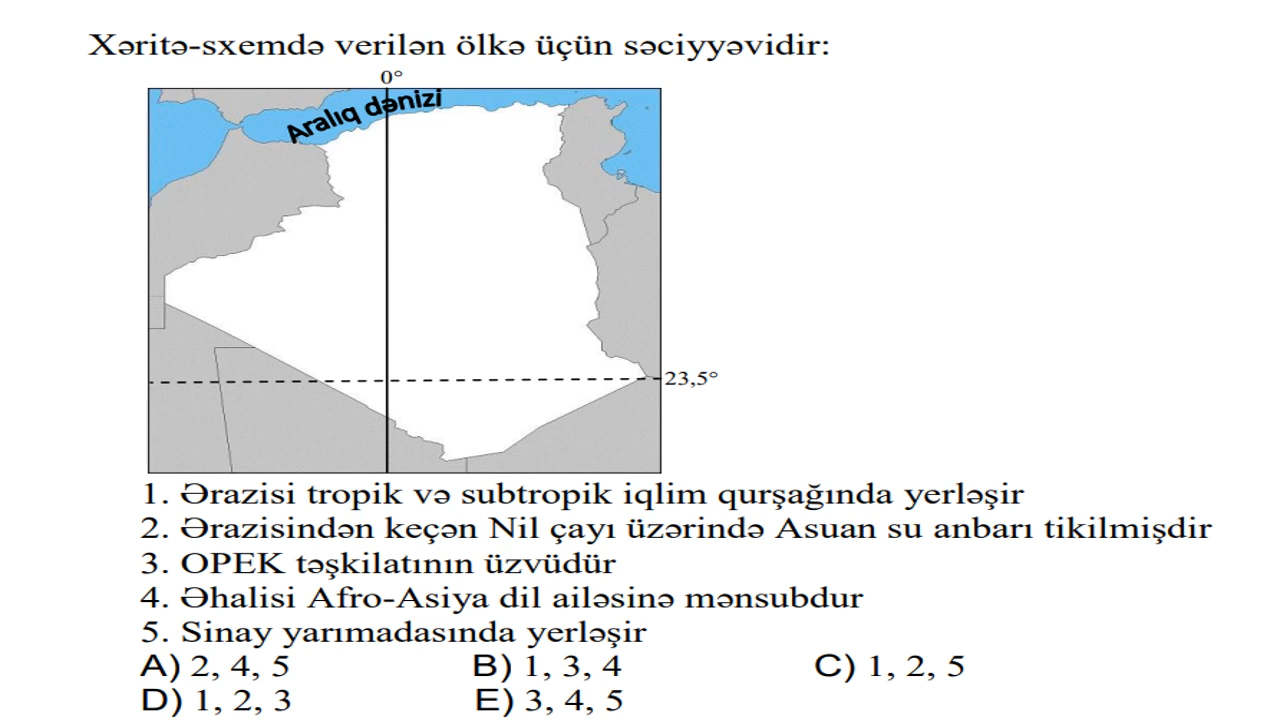 Xəritə-sxemdə verilən ölkə üçün səciyyəvidir:
0°
Aralıq dənizi
23,5°
1. Ərazisi tropik və subtropik iqlim qurşağında yerləşir
2. Ərazisindən keçən Nil çayı üzərində Asuan su anbarı tikilmişdir
3. OPEK təşkilatının üzvüdür
4. Əhalisi Afro-Asiya dil ailəsinə mənsubdur
5. Sinay yarımadasında yerləşir
A) 2, 4, 5 B) 1, 3, 4 C) 1, 2, 5
D) 1, 2, 3 E) 3, 4, 5